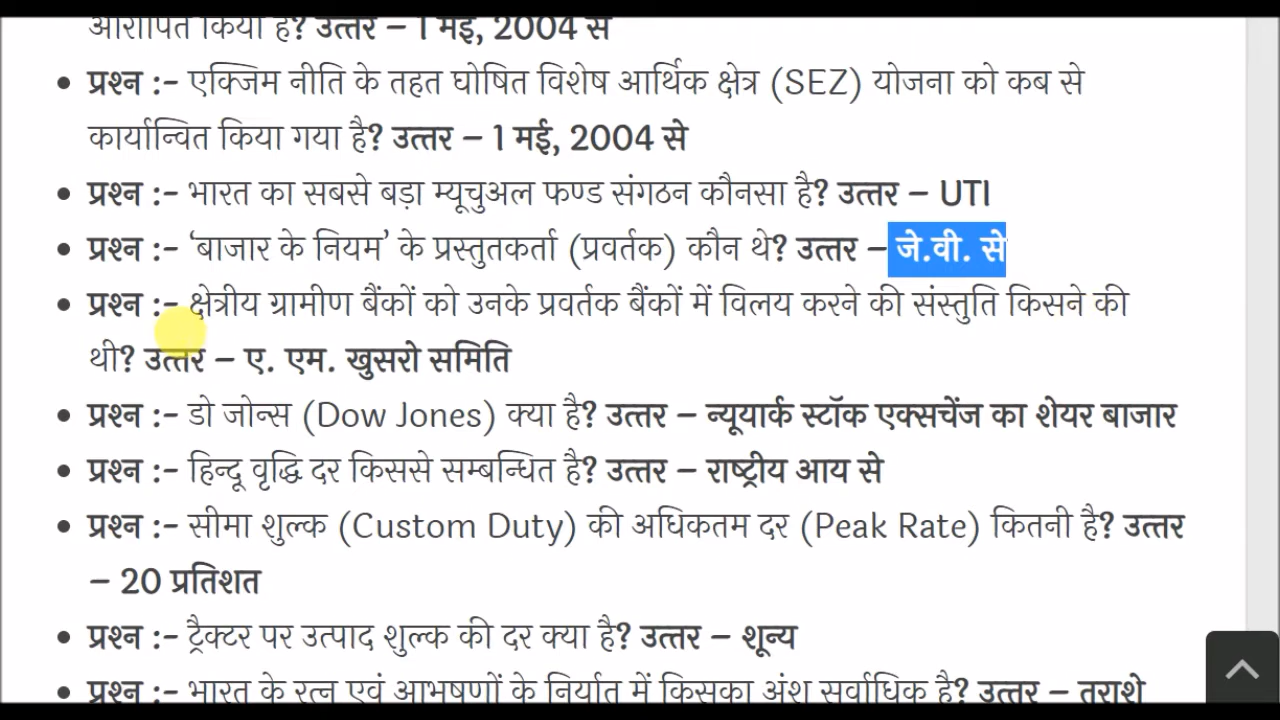 आरोपित किया है? उत्तर – 1 मई, 2004 से
• प्रश्न :- एक्जिम नीति के तहत घोषित विशेष आर्थिक क्षेत्र (SEZ) योजना को कब से
कार्यान्वित किया गया है? उत्तर – 1 मई, 2004 से
• प्रश्न :- भारत का सबसे बड़ा म्यूचुअल फण्ड संगठन कौनसा है? उत्तर – UTI
• प्रश्न :- ‘बाजार के नियम’ के प्रस्तुतकर्ता (प्रवर्तक) कौन थे? उत्तर – जे.वी. से
• प्रश्न :- क्षेत्रीय ग्रामीण बैंकों को उनके प्रवर्तक बैंकों में विलय करने की संस्तुति किसने की
थी? उत्तर – ए. एम. खुसरो समिति
• प्रश्न :- डो जोन्स (Dow Jones) क्या है? उत्तर – न्यूयार्क स्टॉक एक्सचेंज का शेयर बाजार
• प्रश्न :- हिन्दू वृद्धि दर किससे सम्बन्धित है? उत्तर – राष्ट्रीय आय से
• प्रश्न :- सीमा शुल्क (Custom Duty) की अधिकतम दर (Peak Rate) कितनी है? उत्तर
– 20 प्रतिशत
• प्रश्न :- ट्रैक्टर पर उत्पाद शुल्क की दर क्या है? उत्तर – शून्य
• प्रश्न :- भारत के रत्न एवं आभूषणों के निर्यात में किसका अंश सर्वाधिक है? उत्तर – तराशे